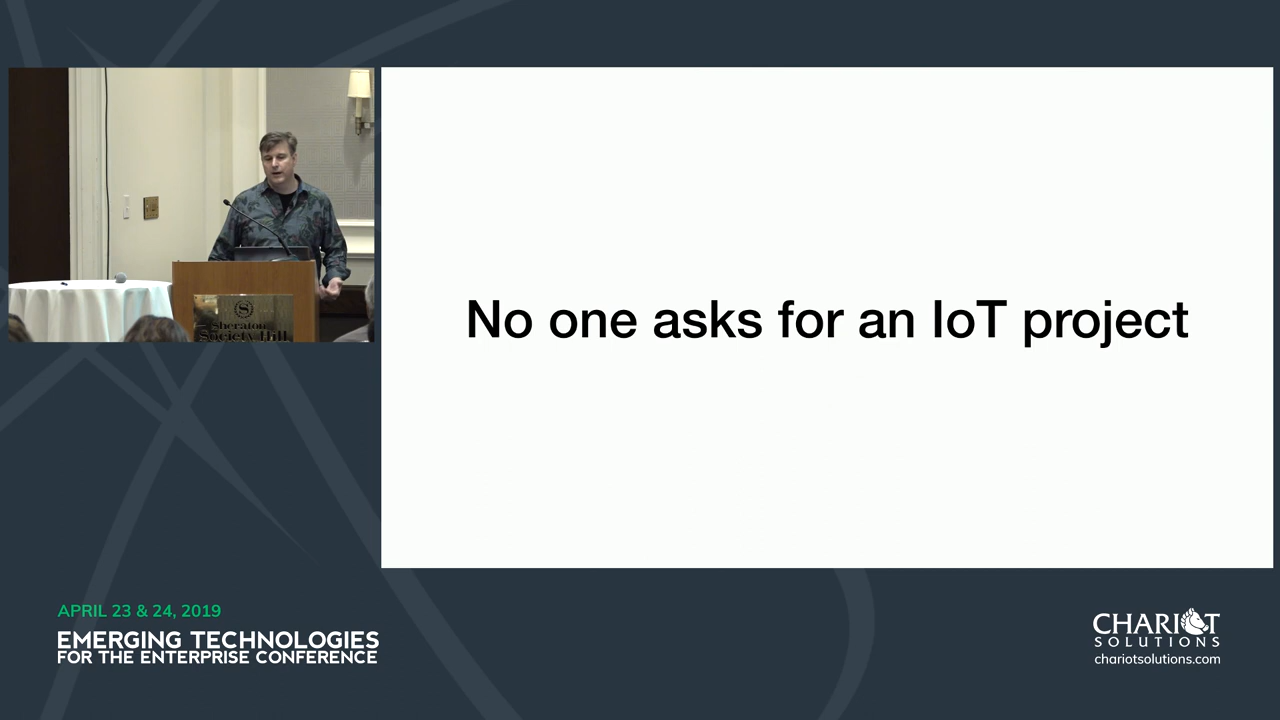 No one asks for an IoT project
Sheraton
Society Hill
APRIL 23 & 24, 2019
EMERGING TECHNOLOGIES
FOR THE ENTERPRISE CONFERENCE
CHARIOT
SOLUTIONS
chariotsolutions.com